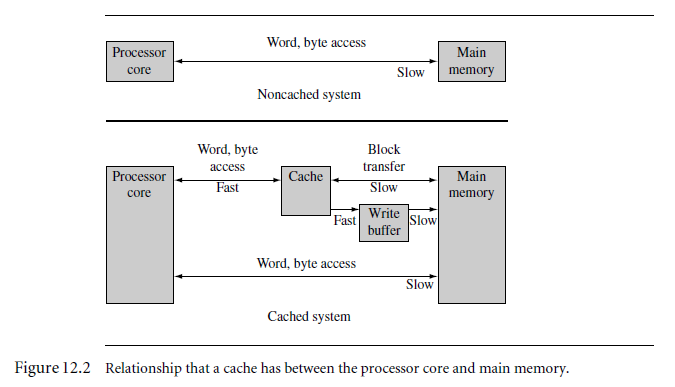 Word, byte access
Processor
core
Main
memory
Slow
Noncached system
Word, byte
access
Fast
Block
transfer
Slow
Processor
core
Cache
Main
memory
Fast
Write
buffer
Slow
Word, byte access
Slow
Cached system
Figure 12.2 Relationship that a cache has between the processor core and main memory.